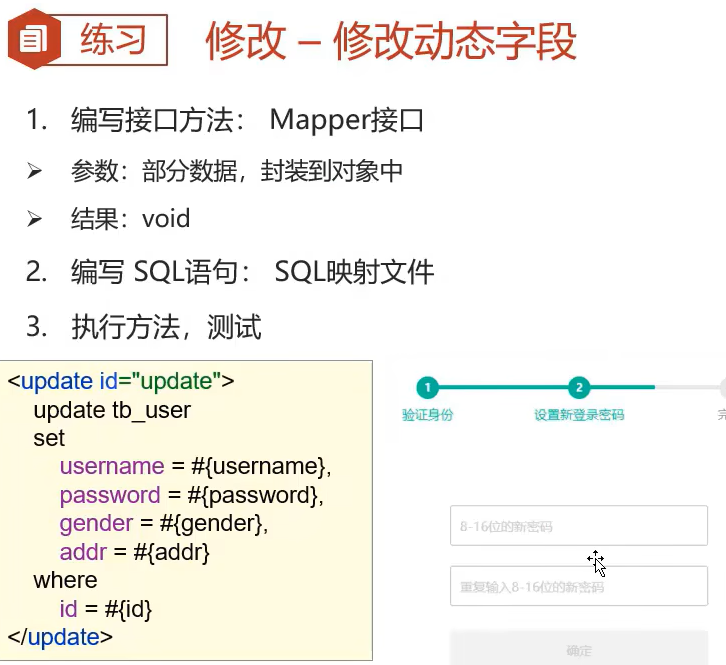 练习
修改 – 修改动态字段
1. 编写接口方法： Mapper接口
➢ 参数：部分数据，封装到对象中
➢ 结果：void
2. 编写 SQL语句： SQL映射文件
3. 执行方法，测试
<update id="update">
update tb_user
set
username = #{username},
password = #{password},
gender = #{gender},
addr = #{addr}
where
id = #{id}
</update>
1 2
验证身份 设置新登录密码
8-16位的新密码
重复输入8-16位的新密码
确定